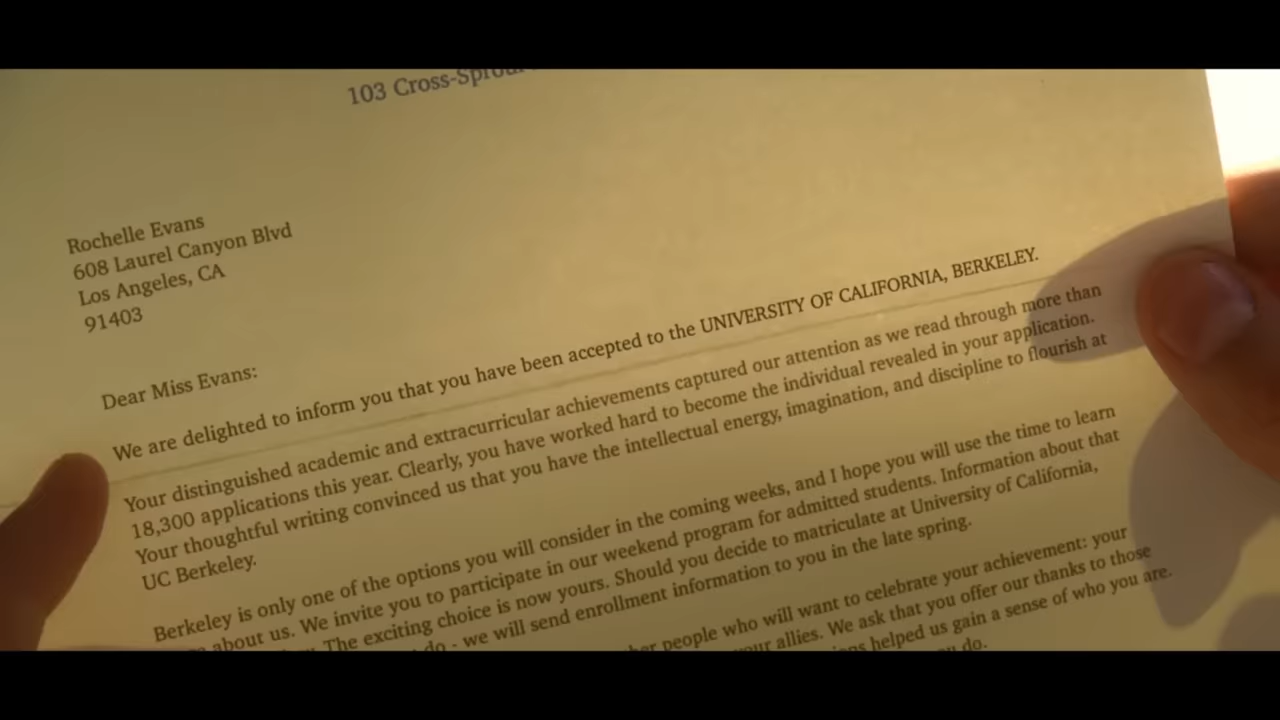 103 Cross-Sprou
Rochelle Evans
608 Laurel Canyon Blvd
Los Angeles, CA
91403
Dear Miss Evans:
We are delighted to inform you that you have been accepted to the UNIVERSITY OF CALIFORNIA, BERKELEY.
Your distinguished academic and extracurricular achievements captured our attention as we read through more than
18,300 applications this year. Clearly, you have worked hard to become the individual revealed in your application.
Your thoughtful writing convinced us that you have the intellectual energy, imagination, and discipline to flourish at
UC Berkeley.
Berkeley is only one of the options you will consider in the coming weeks, and I hope you will use the time to learn
about us. We invite you to participate in our weekend program for admitted students. Information about that
The exciting choice is now yours. Should you decide to matriculate at University of California,
do - we will send enrollment information to you in the late spring.
people who will want to celebrate your achievement: your
your allies. We ask that you offer our thanks to those
helped us gain a sense of who you are.
do.